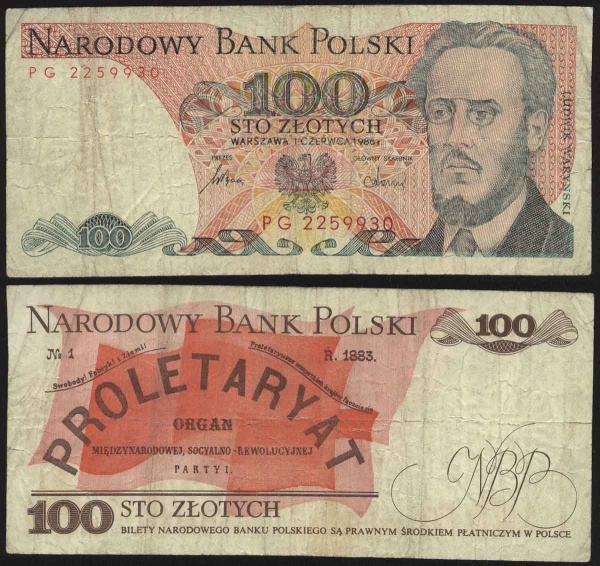 NARODOWY BANK POLSKI
PG 2259930
100
STO ZŁOTYCH
WARSZAWA 1 CZERWCA 1986 r.
PREZES
GŁÓWNY SKARBNIK
LUDWIK WARYŃSKI
PG 2259930
100
NARODOWY BANK POLSKI
100
№ 1
R. 1883.
Swobody! Fabryk i Ziemi!
PROLETARYAT
ORGAN
MIĘDZYNARODOWEJ, SOCYALNO-REWOLUCYJNEJ
PARTYI.
NBP
100 STO ZŁOTYCH
BILETY NARODOWEGO BANKU POLSKIEGO SĄ PRAWNYM ŚRODKIEM PŁATNICZYM W POLSCE